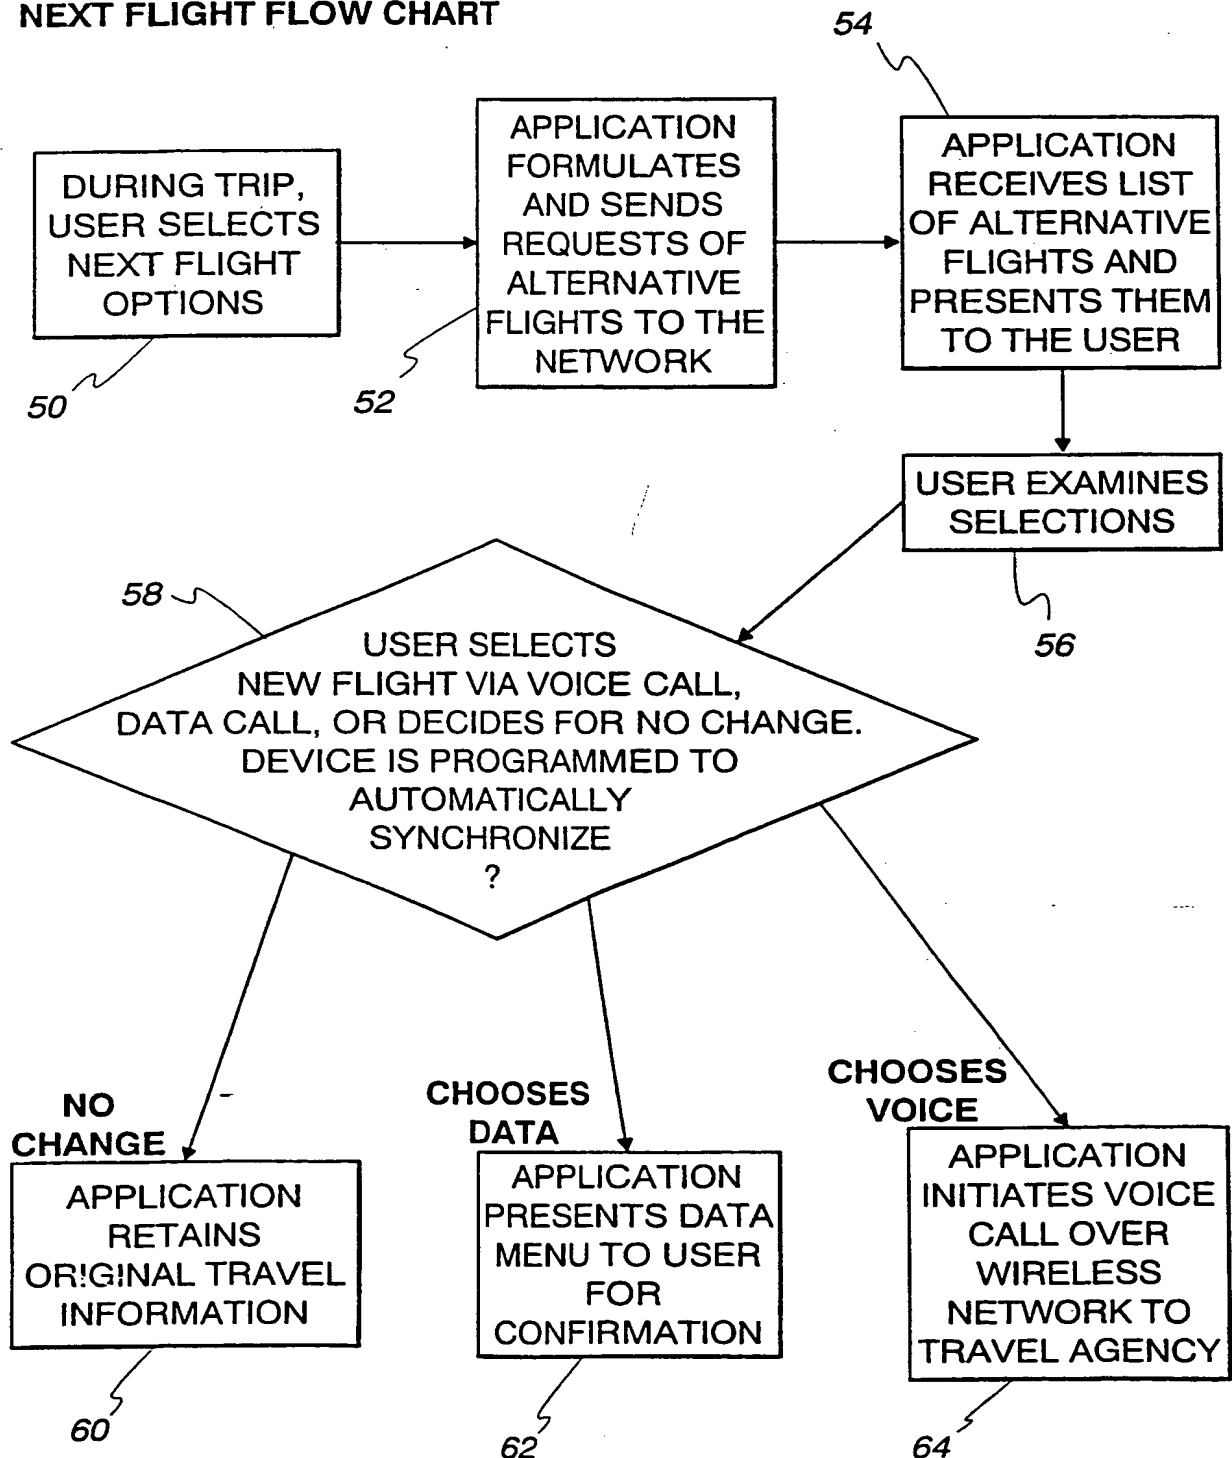 NEXT FLIGHT FLOW CHART
54
DURING TRIP,
USER SELECTS
NEXT FLIGHT
OPTIONS
50
APPLICATION
FORMULATES
AND SENDS
REQUESTS OF
ALTERNATIVE
FLIGHTS TO THE
NETWORK
52
APPLICATION
RECEIVES LIST
OF ALTERNATIVE
FLIGHTS AND
PRESENTS THEM
TO THE USER
USER EXAMINES
SELECTIONS
56
58
USER SELECTS
NEW FLIGHT VIA VOICE CALL,
DATA CALL, OR DECIDES FOR NO CHANGE.
DEVICE IS PROGRAMMED TO
AUTOMATICALLY
SYNCHRONIZE
?
NO
CHANGE
APPLICATION
RETAINS
ORIGINAL TRAVEL
INFORMATION
60
CHOOSES
DATA
APPLICATION
PRESENTS DATA
MENU TO USER
FOR
CONFIRMATION
62
CHOOSES
VOICE
APPLICATION
INITIATES VOICE
CALL OVER
WIRELESS
NETWORK TO
TRAVEL AGENCY
64